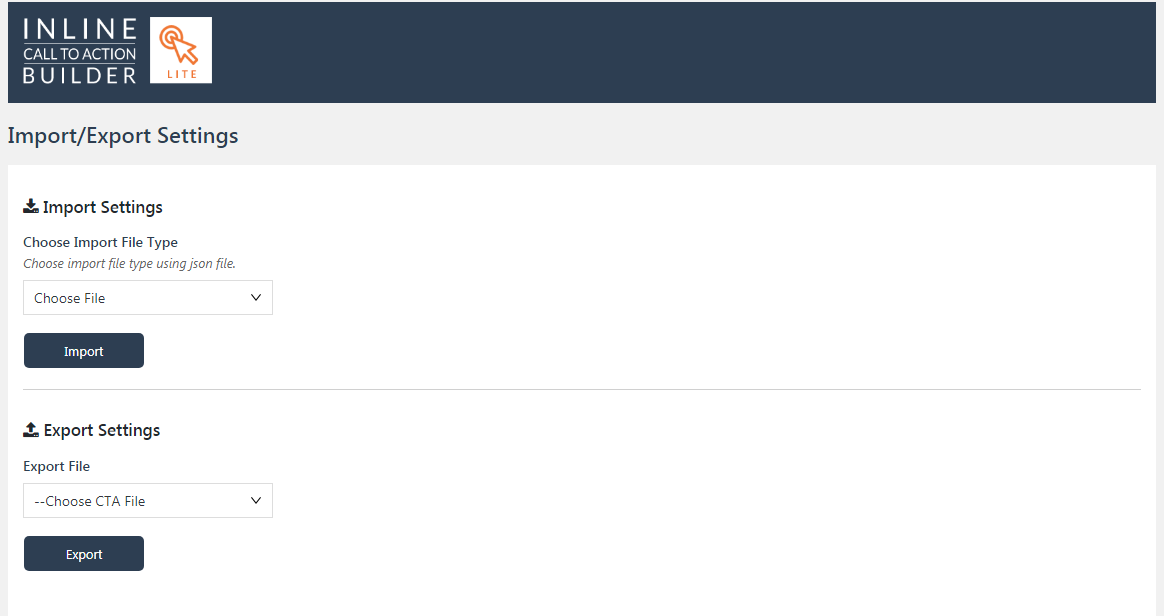 INLINE
CALL TO ACTION
BUILDER
LITE
Import/Export Settings
Import Settings
Choose Import File Type
Choose import file type using json file.
Choose File
Import
Export Settings
Export File
--Choose CTA File
Export